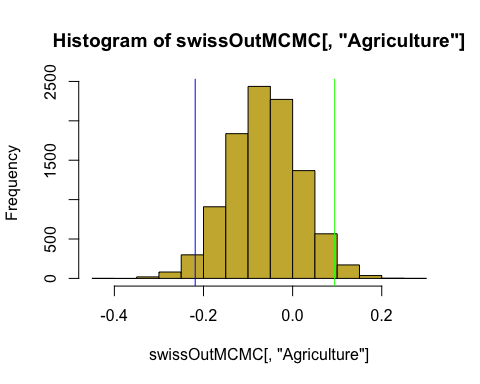 Histogram of swissOutMCMC[, "Agriculture"]
Frequency
2500
1500
500
0
-0.4
-0.2
0.0
0.2
swissOutMCMC[, "Agriculture"]